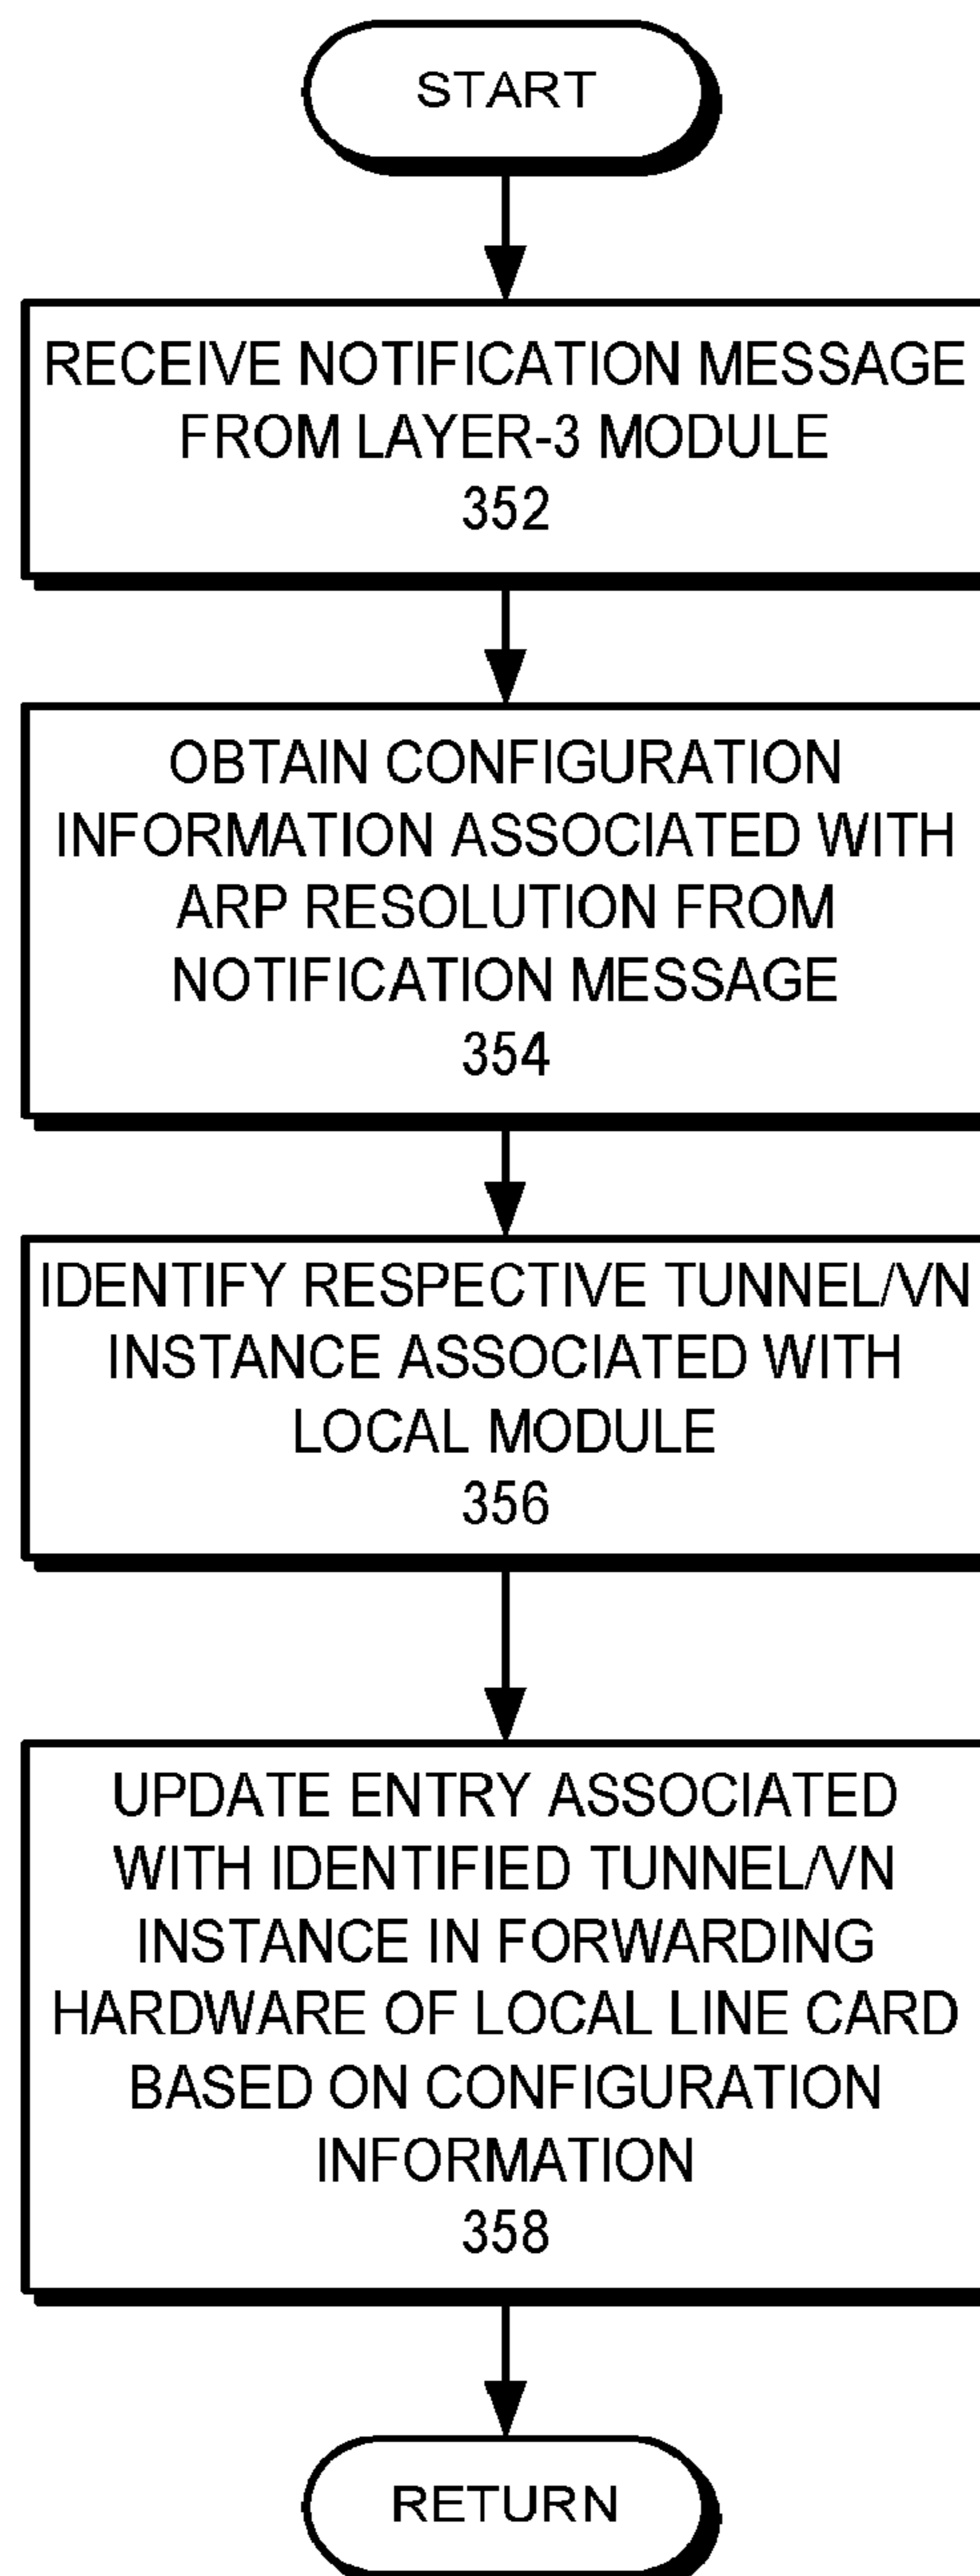 START
RECEIVE NOTIFICATION MESSAGE
FROM LAYER-3 MODULE
352
OBTAIN CONFIGURATION
INFORMATION ASSOCIATED WITH
ARP RESOLUTION FROM
NOTIFICATION MESSAGE
354
IDENTIFY RESPECTIVE TUNNEL/VN
INSTANCE ASSOCIATED WITH
LOCAL MODULE
356
UPDATE ENTRY ASSOCIATED
WITH IDENTIFIED TUNNEL/VN
INSTANCE IN FORWARDING
HARDWARE OF LOCAL LINE CARD
BASED ON CONFIGURATION
INFORMATION
358
RETURN